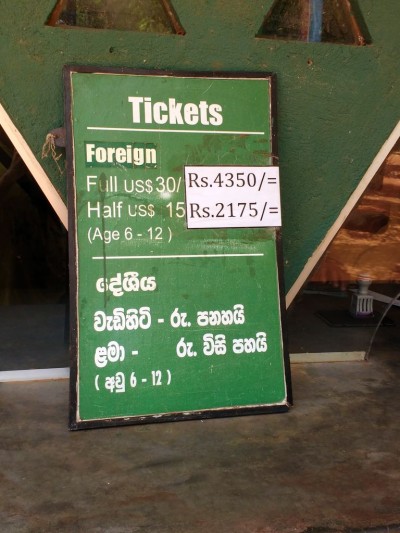 Tickets
Foreign
Full US$ 30/ Rs.4350/=
Half US$ 15 Rs.2175/=
(Age 6 - 12 )
දේශීය
වැඩිහිටි - රු. පනහයි
ළමා - රු. විසි පහයි
( අවු 6 - 12 )